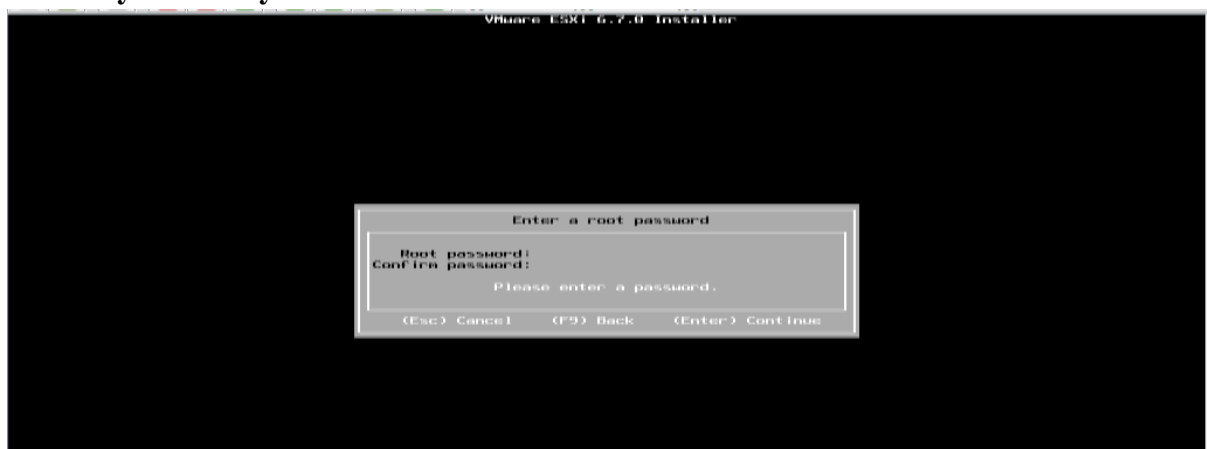 VMware ESXi 6.7.0 Installer
Enter a root password
Root password:
Confirm password:
Please enter a password.
(Esc) Cancel (F9) Back (Enter) Continue